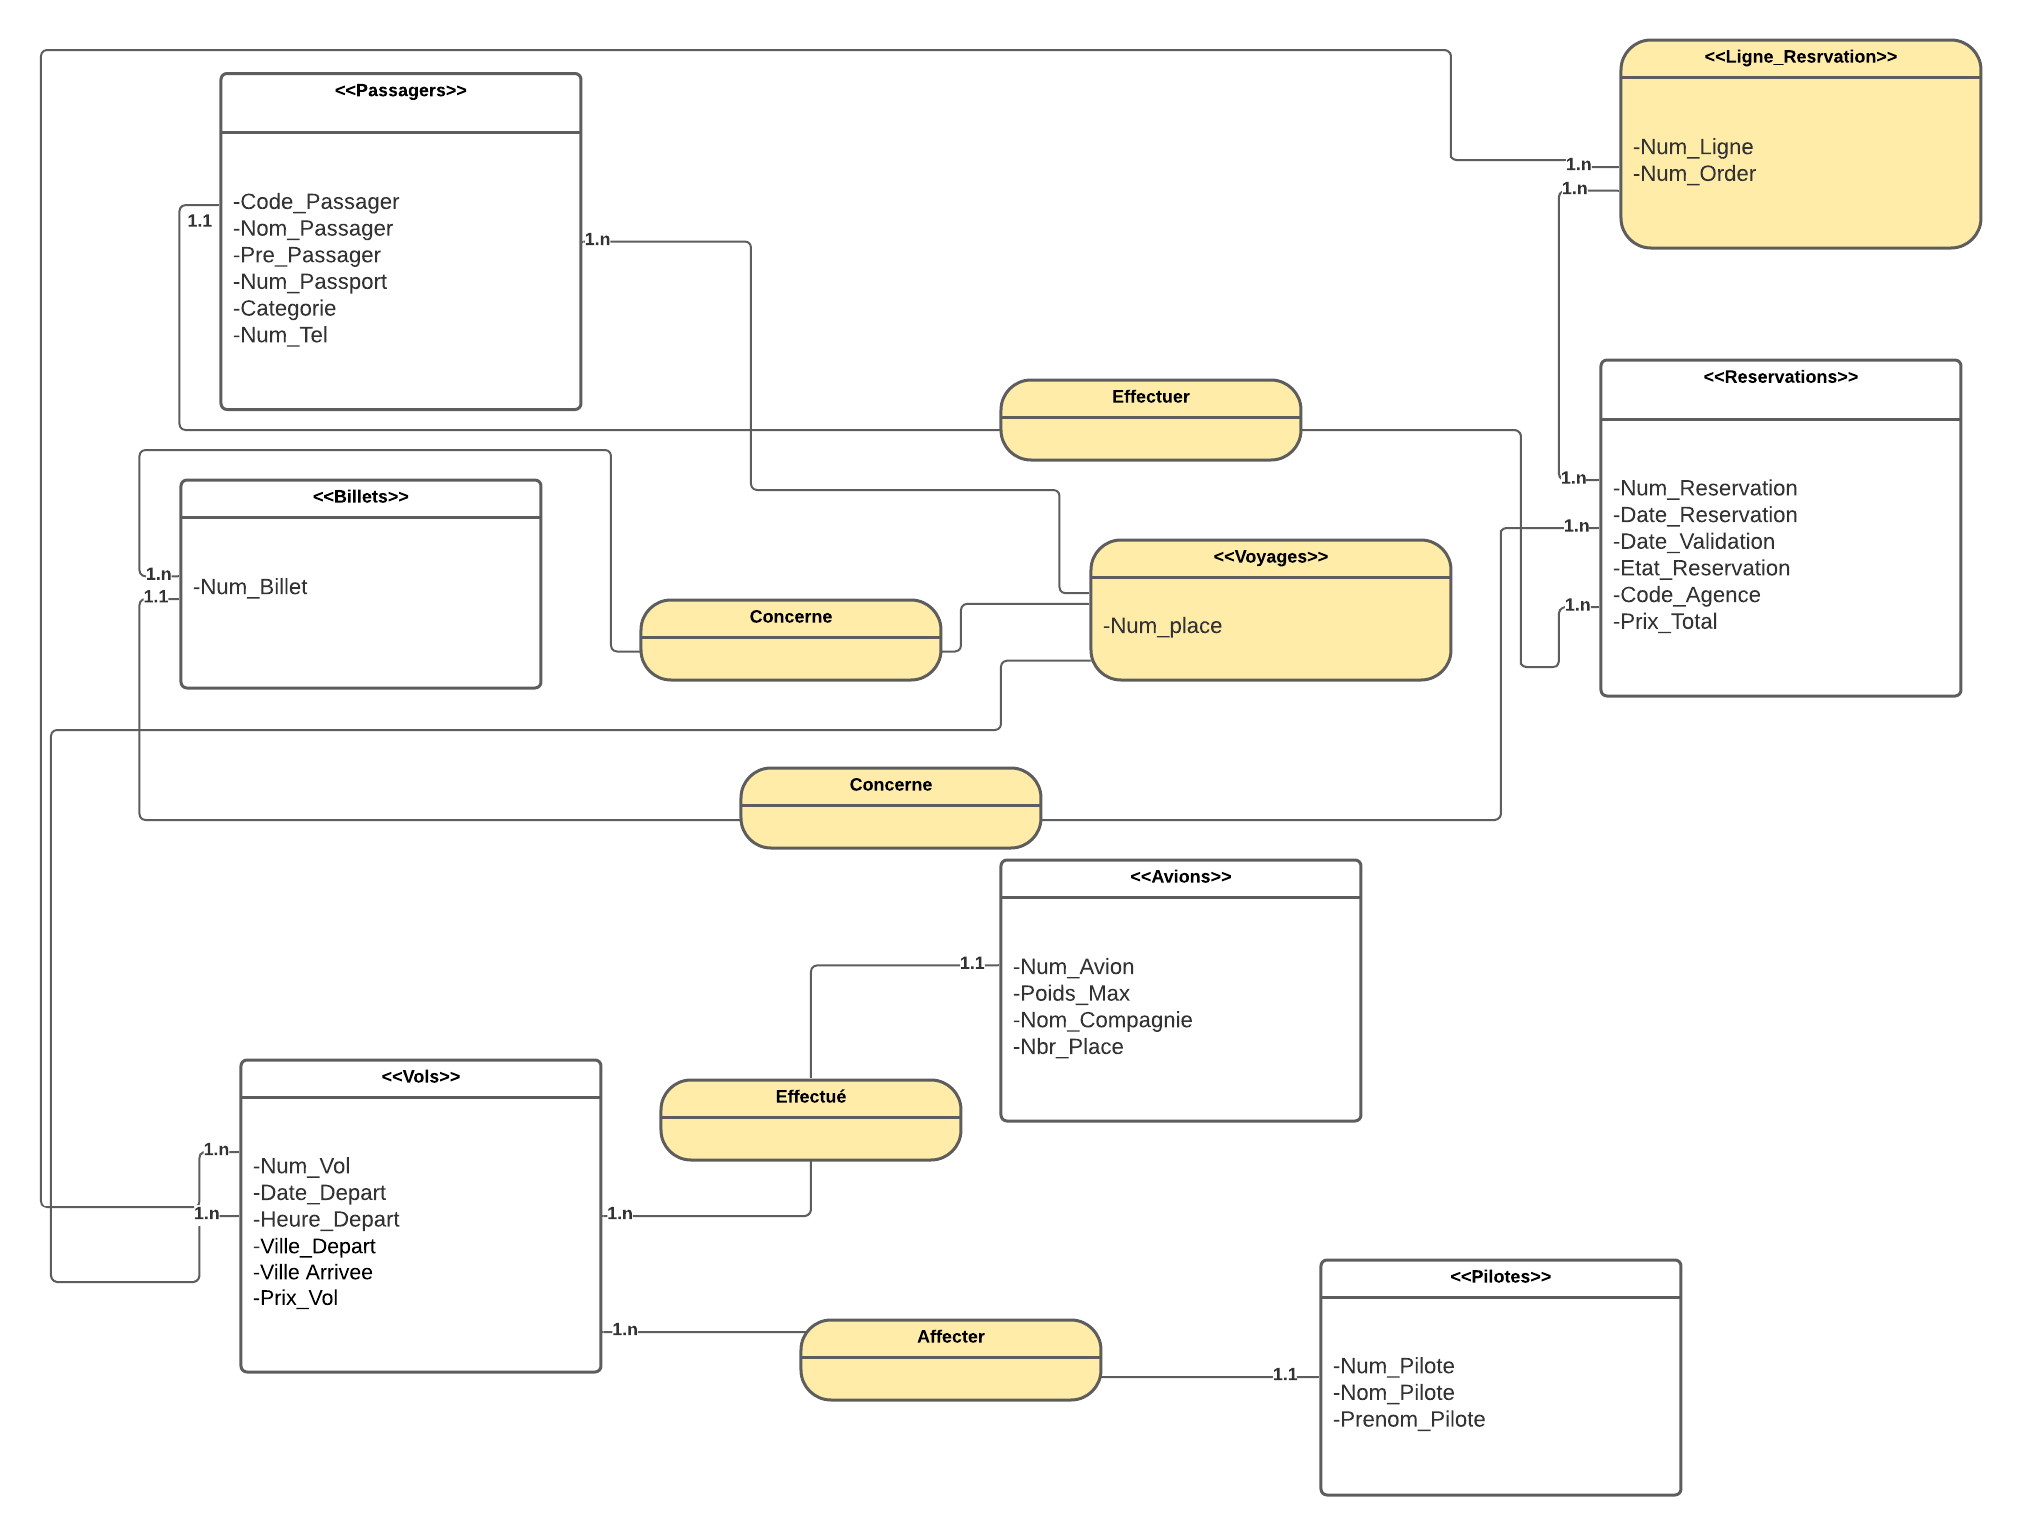 <<Passagers>>
-Code_Passager
-Nom_Passager
-Pre_Passager
-Num_Passport
-Categorie
-Num_Tel
1.1
1.n
<<Ligne_Resrvation>>
-Num_Ligne
-Num_Order
1.n
1.n
Effectuer
<<Reservations>>
-Num_Reservation
-Date_Reservation
-Date_Validation
-Etat_Reservation
-Code_Agence
-Prix_Total
1.n
1.n
1.n
<<Billets>>
-Num_Billet
1.n
1.1
Concerne
<<Voyages>>
-Num_place
Concerne
<<Avions>>
-Num_Avion
-Poids_Max
-Nom_Compagnie
-Nbr_Place
1.1
Effectué
<<Vols>>
-Num_Vol
-Date_Depart
-Heure_Depart
-Ville_Depart
-Ville Arrivee
-Prix_Vol
1.n
1.n
1.n
1.n
Affecter
1.1
<<Pilotes>>
-Num_Pilote
-Nom_Pilote
-Prenom_Pilote